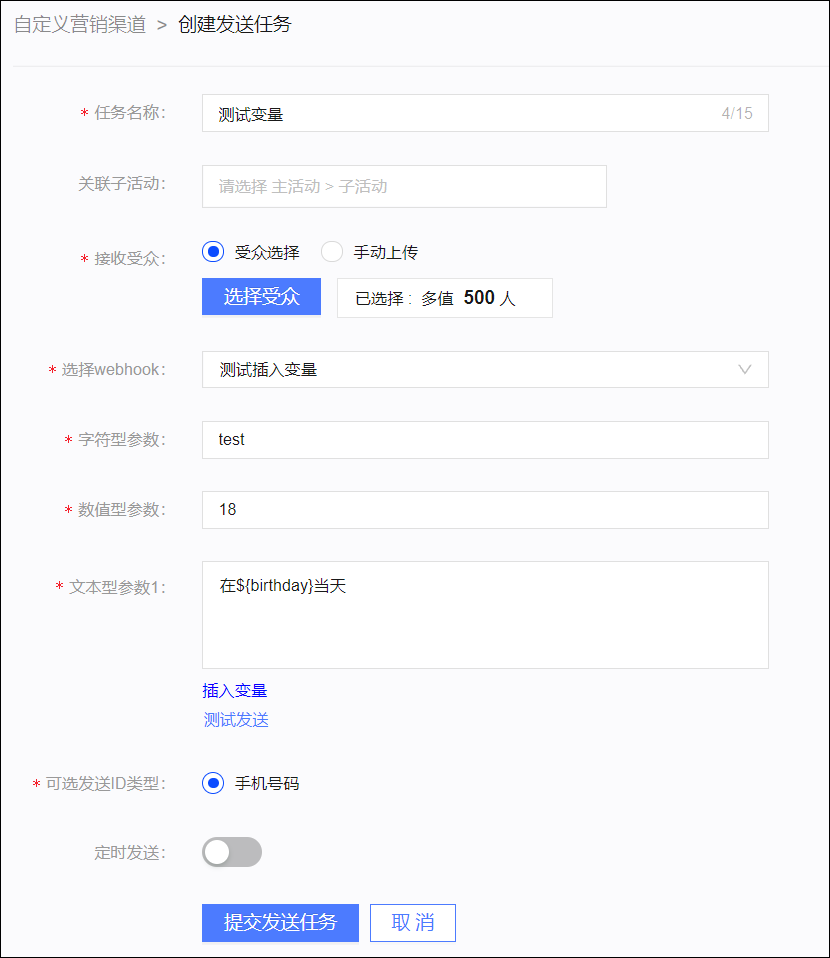 自定义营销渠道 > 创建发送任务
* 任务名称: 测试变量 4/15
关联子活动: 请选择 主活动 > 子活动
* 接收受众: 受众选择 手动上传
选择受众 已选择: 多值 500 人
* 选择webhook: 测试插入变量
* 字符型参数: test
* 数值型参数: 18
* 文本型参数1: 在${birthday}当天
插入变量
测试发送
* 可选发送ID类型: 手机号码
定时发送:
提交发送任务 取 消